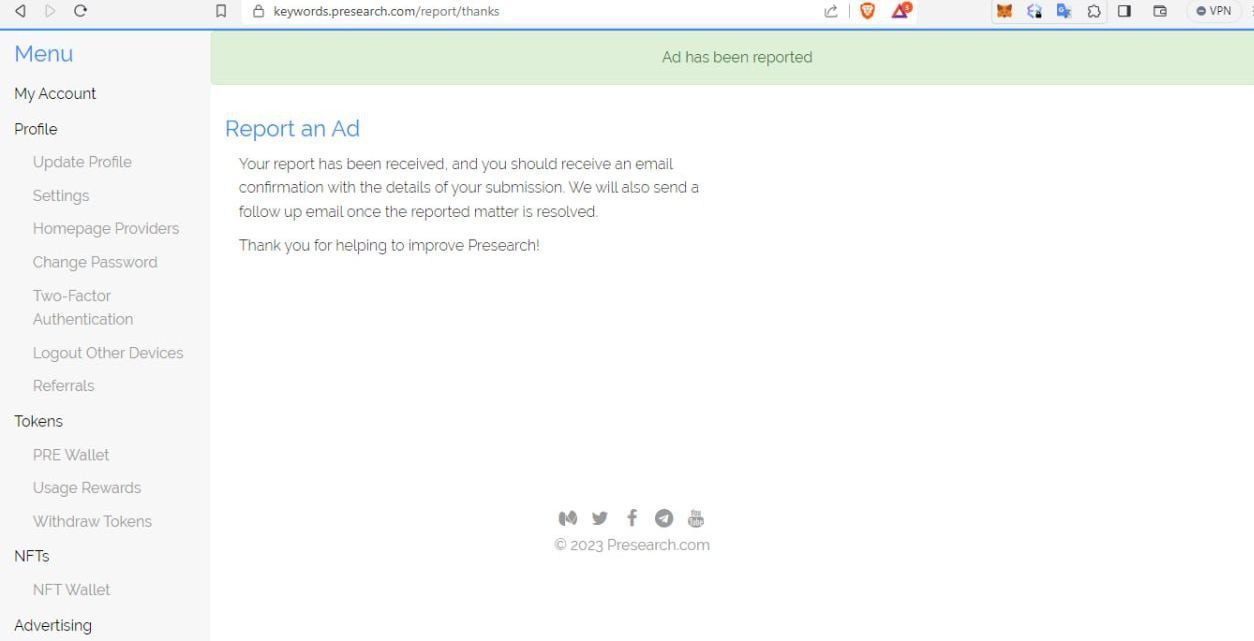 keywords.presearch.com/report/thanks
3
VPN
Menu
My Account
Profile
Update Profile
Settings
Homepage Providers
Change Password
Two-Factor
Authentication
Logout Other Devices
Referrals
Tokens
PRE Wallet
Usage Rewards
Withdraw Tokens
NFTs
NFT Wallet
Advertising
Ad has been reported
Report an Ad
Your report has been received, and you should receive an email
confirmation with the details of your submission. We will also send a
follow up email once the reported matter is resolved.
Thank you for helping to improve Presearch!
You
Tube
© 2023 Presearch.com